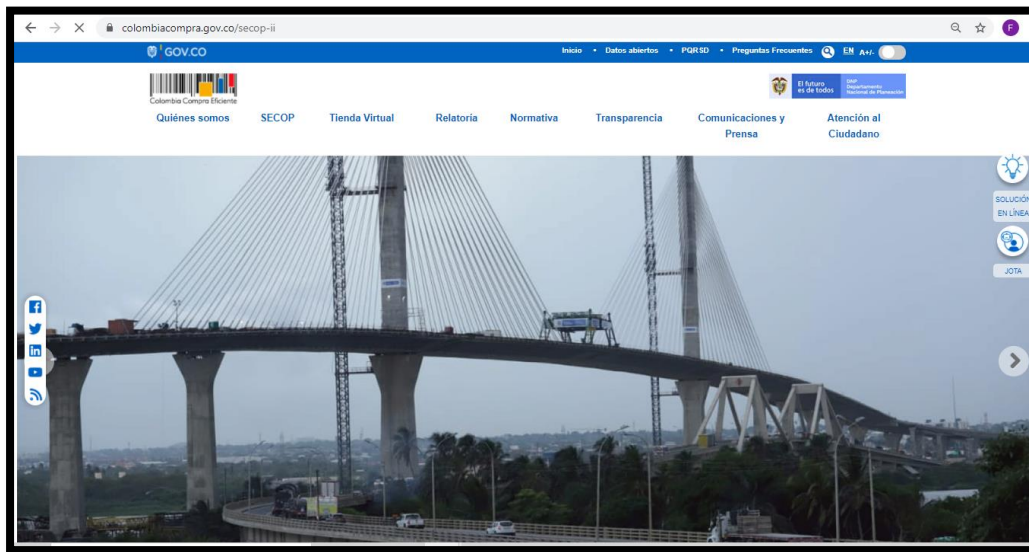 colombiacompra.gov.co/secop-ii
F
GOV.CO
Inicio • Datos abiertos • PQRSD • Preguntas Frecuentes EN A+/-
Colombia Compra Eficiente
El futuro
es de todos
DNP
Departamento
Nacional de Planeación
Quiénes somos SECOP Tienda Virtual Relatoría Normativa Transparencia Comunicaciones y
Prensa
Atención al
Ciudadano
SOLUCIÓN
EN LÍNEA
JOTA